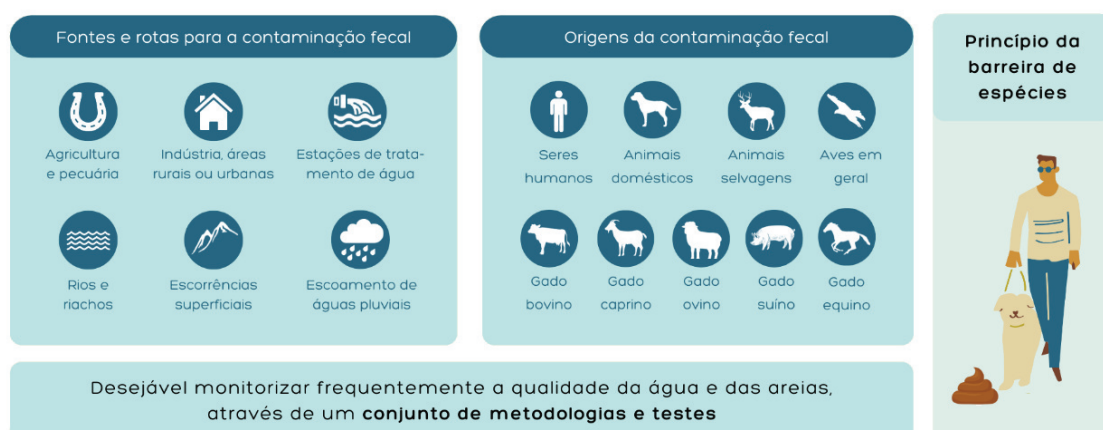 Fontes e rotas para a contaminação fecal
Agricultura
e pecuária
Indústria, áreas
rurais ou urbanas
Estações de trata-
mento de água
Rios e
riachos
Escorrências
superficiais
Escoamento de
águas pluviais
Origens da contaminação fecal
Seres
humanos
Animais
domésticos
Animais
selvagens
Aves em
geral
Gado
bovino
Gado
caprino
Gado
ovino
Gado
suíno
Gado
equino
Princípio da
barreira de
espécies
Desejável monitorizar frequentemente a qualidade da água e das areias,
através de um conjunto de metodologias e testes